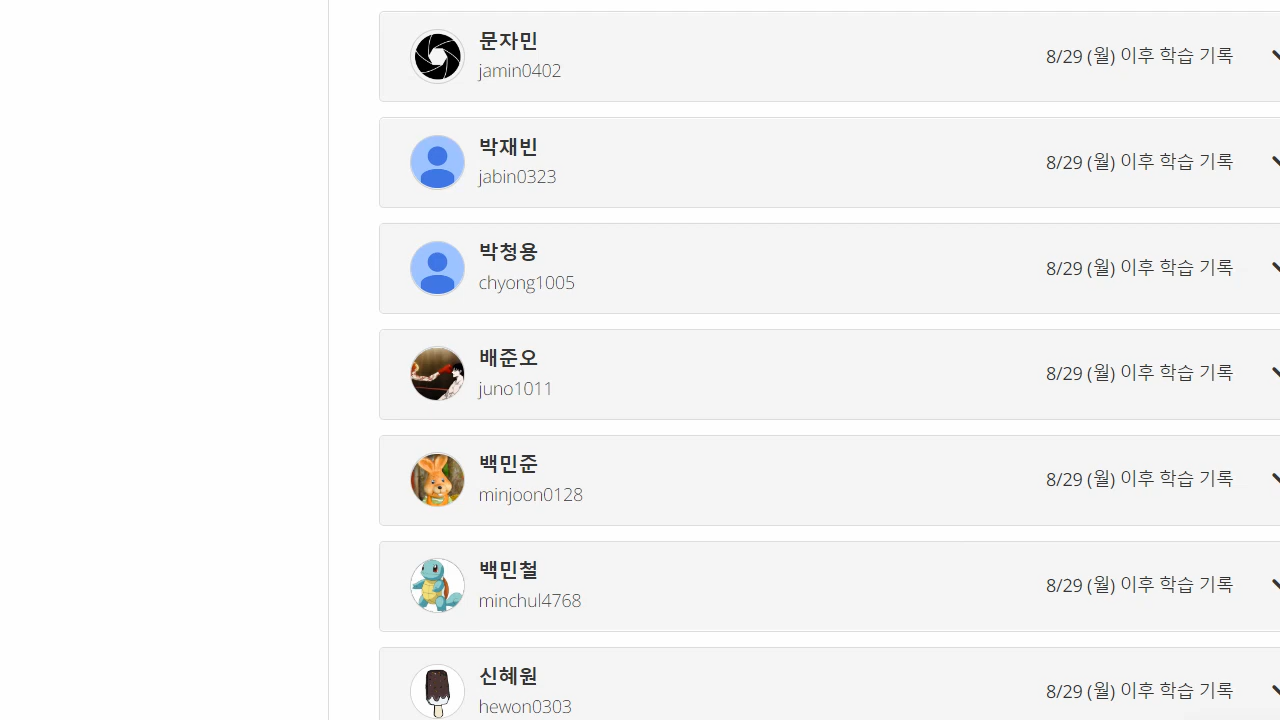 문자민
jamin0402
8/29 (월) 이후 학습 기록
박재빈
jabin0323
8/29 (월) 이후 학습 기록
박청용
chyong1005
8/29 (월) 이후 학습 기록
배준오
juno1011
8/29 (월) 이후 학습 기록
백민준
minjoon0128
8/29 (월) 이후 학습 기록
백민철
minchul4768
8/29 (월) 이후 학습 기록
신혜원
hewon0303
8/29 (월) 이후 학습 기록